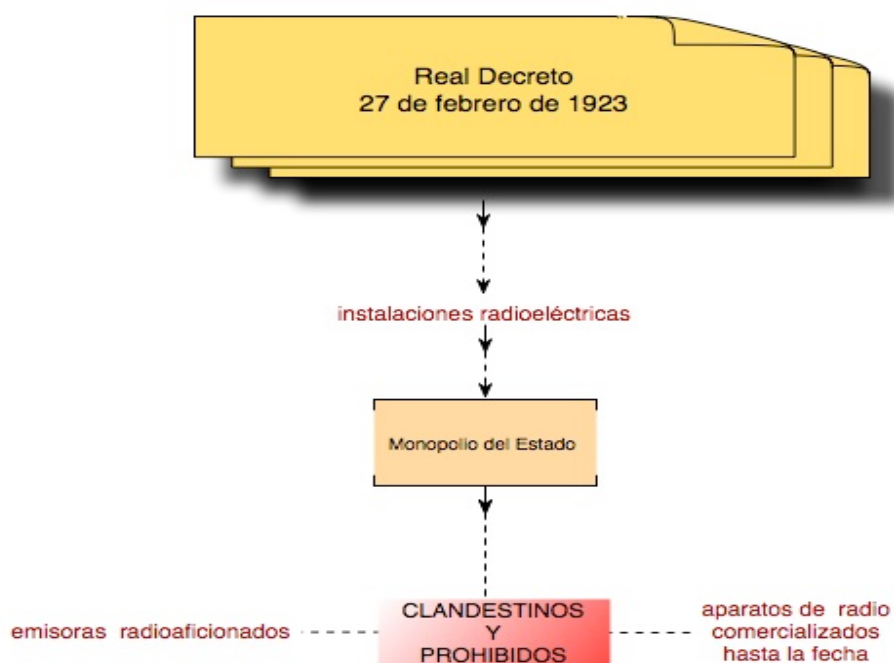 Real Decreto
27 de febrero de 1923
instalaciones radioeléctricas
Monopolio del Estado
emisoras radioaficionados
CLANDESTINOS
Y
PROHIBIDOS
aparatos de radio
comercializados
hasta la fecha